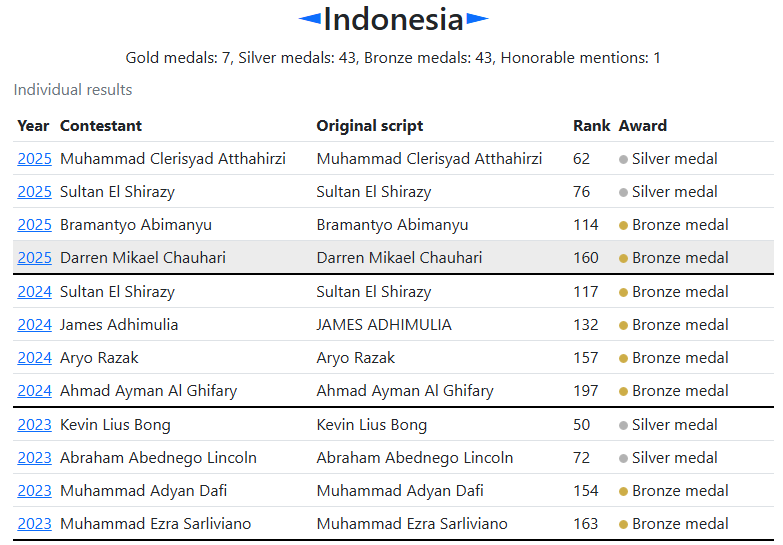 Indonesia
Gold medals: 7, Silver medals: 43, Bronze medals: 43, Honorable mentions: 1
Individual results
Year Contestant Original script Rank Award
2025 Muhammad Clerisyad Atthahirzi Muhammad Clerisyad Atthahirzi 62 Silver medal
2025 Sultan El Shirazy Sultan El Shirazy 76 Silver medal
2025 Bramantyo Abimanyu Bramantyo Abimanyu 114 Bronze medal
2025 Darren Mikael Chauhari Darren Mikael Chauhari 160 Bronze medal
2024 Sultan El Shirazy Sultan El Shirazy 117 Bronze medal
2024 James Adhimulia JAMES ADHIMULIA 132 Bronze medal
2024 Aryo Razak Aryo Razak 157 Bronze medal
2024 Ahmad Ayman Al Ghifary Ahmad Ayman Al Ghifary 197 Bronze medal
2023 Kevin Lius Bong Kevin Lius Bong 50 Silver medal
2023 Abraham Abednego Lincoln Abraham Abednego Lincoln 72 Silver medal
2023 Muhammad Adyan Dafi Muhammad Adyan Dafi 154 Bronze medal
2023 Muhammad Ezra Sarliviano Muhammad Ezra Sarliviano 163 Bronze medal